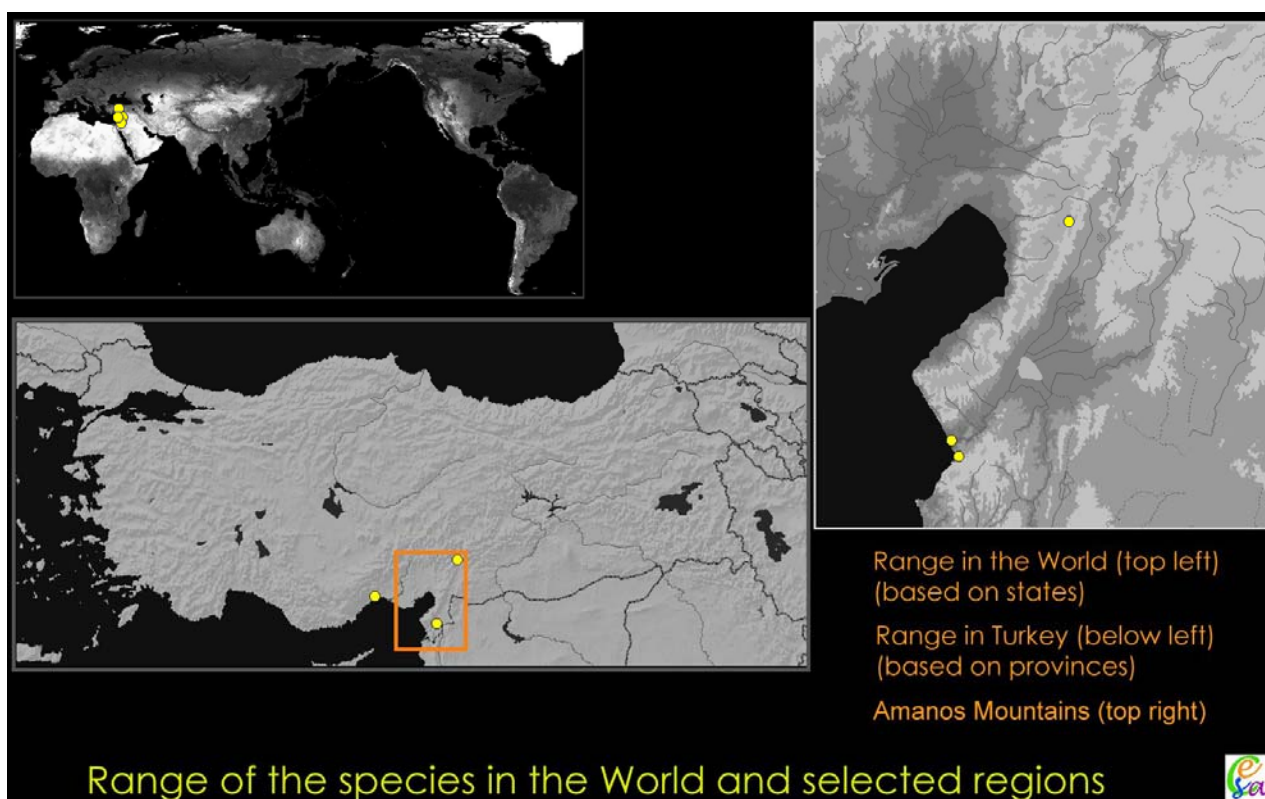 Range in the World (top left)
(based on states)
Range in Turkey (below left)
(based on provinces)
Amanos Mountains (top right)
Range of the species in the World and selected regions